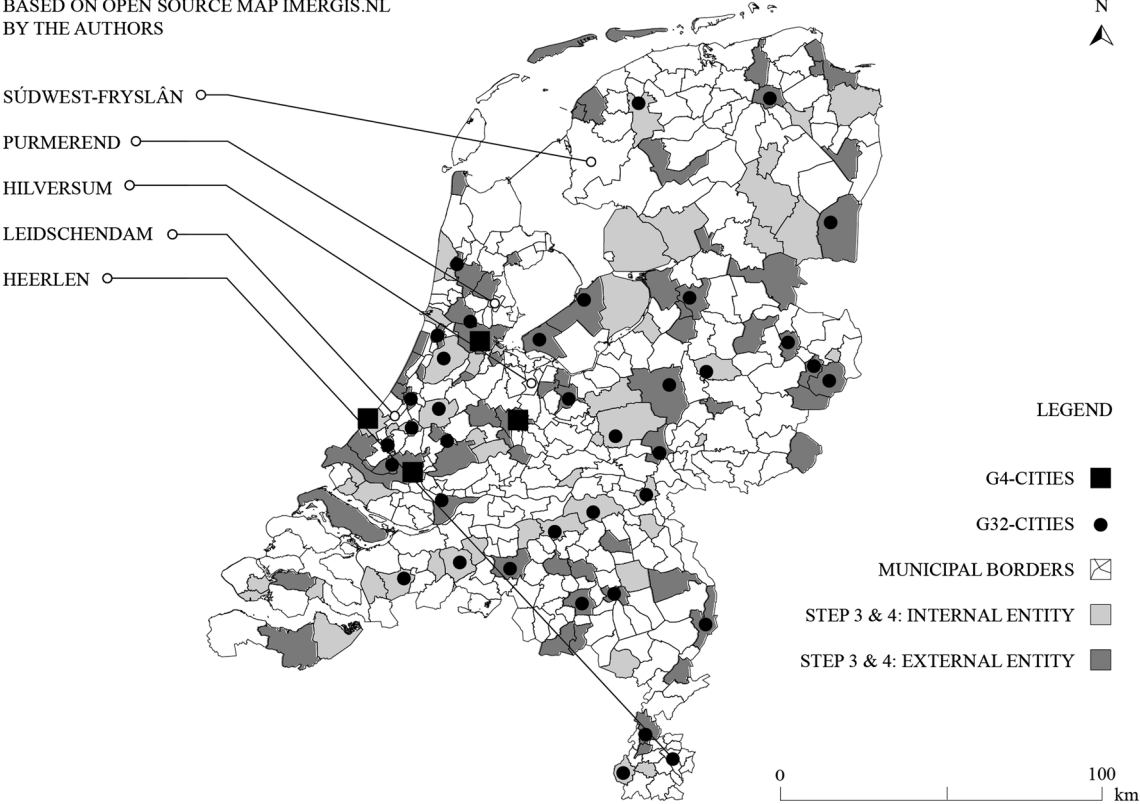 BASED ON OPEN SOURCE MAP IMERGIS.NL
BY THE AUTHORS
N
SÚDWEST-FRYSLÂN
PURMEREND
HILVERSUM
LEIDSCHENDAM
HEERLEN
LEGEND
G4-CITIES
G32-CITIES
MUNICIPAL BORDERS
STEP 3 & 4: INTERNAL ENTITY
STEP 3 & 4: EXTERNAL ENTITY
0 100
km